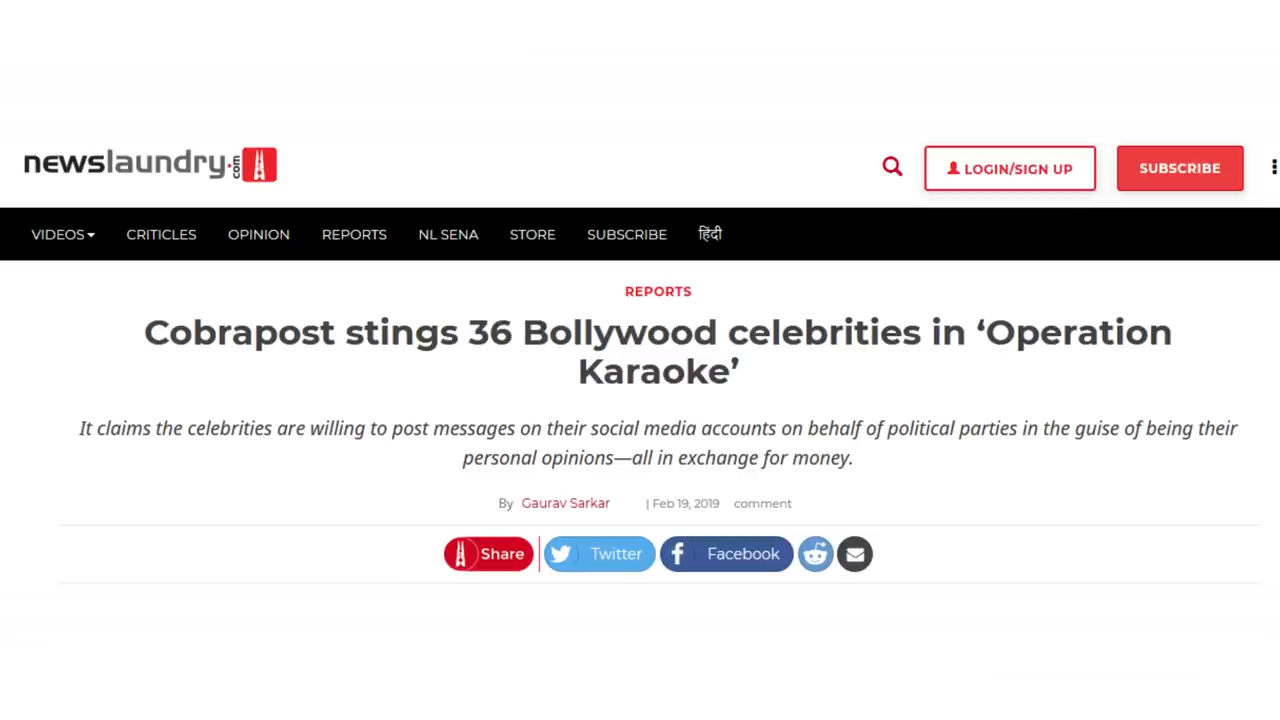 newslaundry.com
LOGIN/SIGN UP
SUBSCRIBE
VIDEOS CRITICLES OPINION REPORTS NL SENA STORE SUBSCRIBE हिंदी
REPORTS
Cobrapost stings 36 Bollywood celebrities in ‘Operation
Karaoke’
It claims the celebrities are willing to post messages on their social media accounts on behalf of political parties in the guise of being their
personal opinions—all in exchange for money.
By Gaurav Sarkar | Feb 19, 2019 comment
Share Twitter Facebook